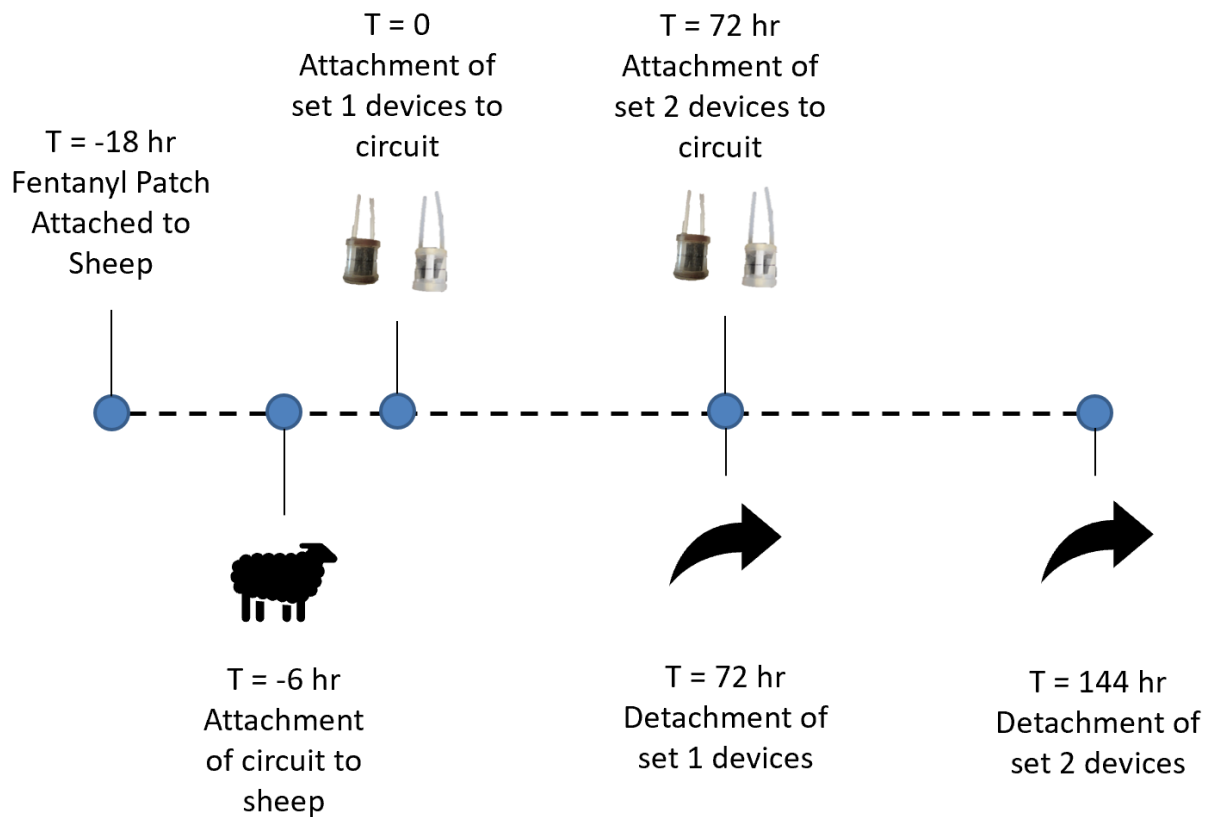 T = -18 hr
Fentanyl Patch
Attached to
Sheep
T = 0
Attachment of
set 1 devices to
circuit
T = 72 hr
Attachment of
set 2 devices to
circuit
T = -6 hr
Attachment
of circuit to
sheep
T = 72 hr
Detachment of
set 1 devices
T = 144 hr
Detachment of
set 2 devices